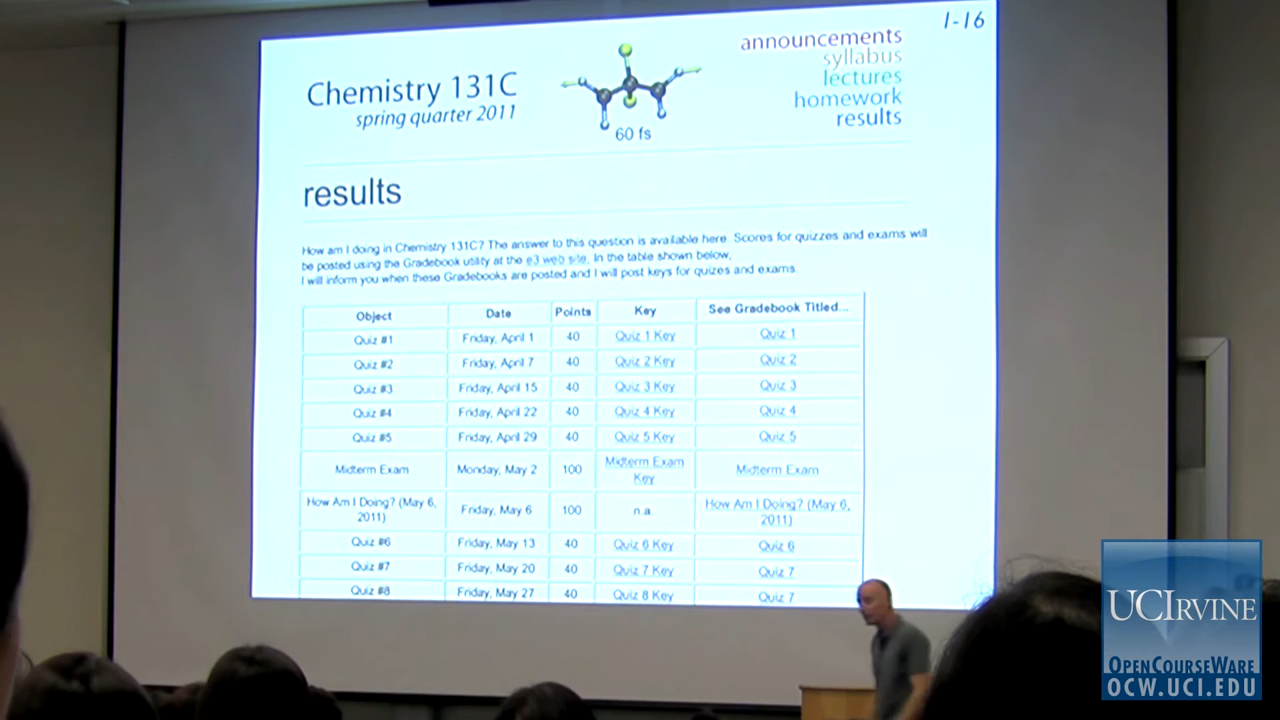 1-16
Chemistry 131C
spring quarter 2011
60 fs
announcements
syllabus
lectures
homework
results
results
How am I doing in Chemistry 131C? The answer to this question is available here. Scores for quizzes and exams will
be posted using the Gradebook utility at the e3 web site. In the table shown below,
I will inform you when these Gradebooks are posted and I will post keys for quizes and exams.
Object Date Points Key See Gradebook Titled...
Quiz #1 Friday, April 1 40 Quiz 1 Key Quiz 1
Quiz #2 Friday, April 7 40 Quiz 2 Key Quiz 2
Quiz #3 Friday, April 15 40 Quiz 3 Key Quiz 3
Quiz #4 Friday, April 22 40 Quiz 4 Key Quiz 4
Quiz #5 Friday, April 29 40 Quiz 5 Key Quiz 5
Midterm Exam Monday, May 2 100 Midterm Exam Key Midterm Exam
How Am I Doing? (May 6, 2011) Friday, May 6 100 n.a. How Am I Doing? (May 6, 2011)
Quiz #6 Friday, May 13 40 Quiz 6 Key Quiz 6
Quiz #7 Friday, May 20 40 Quiz 7 Key Quiz 7
Quiz #8 Friday, May 27 40 Quiz 8 Key Quiz 7
UCIRVINE
OPENCOURSEWARE
OCW.UCI.EDU